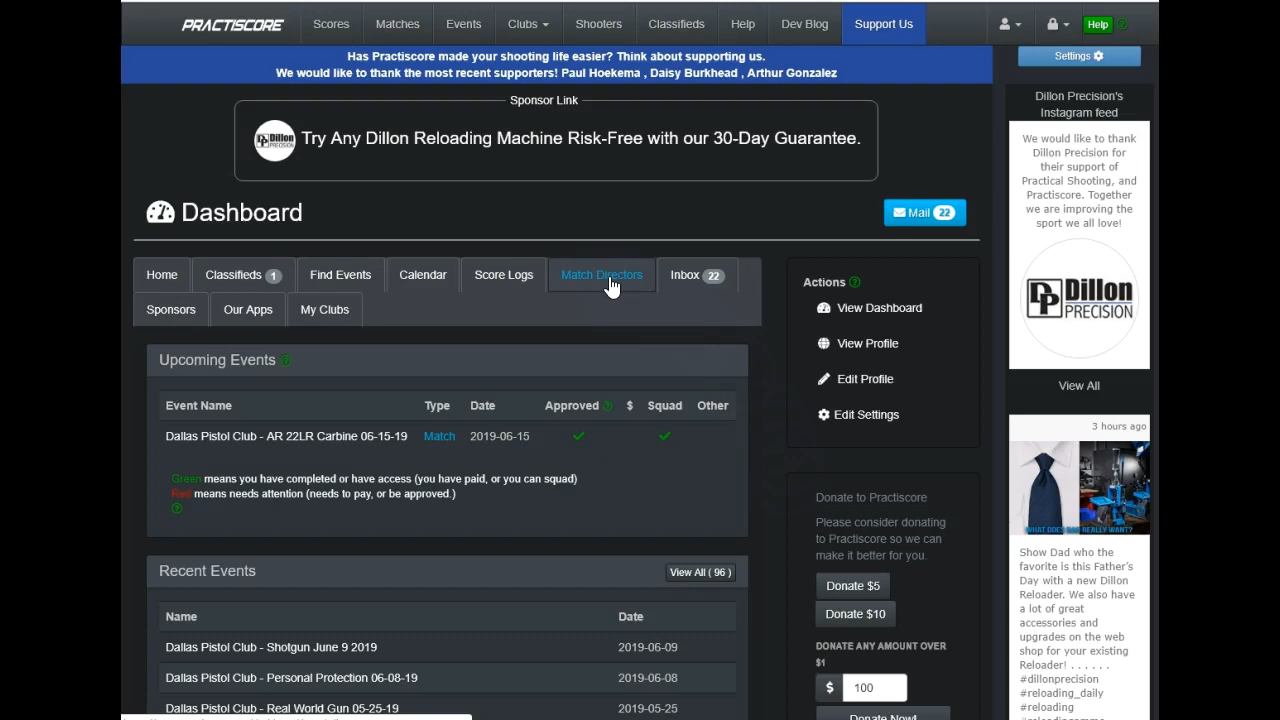 PRACTISCORE Scores Matches Events Clubs Shooters Classifieds Help Dev Blog Support Us Help
Has Practiscore made your shooting life easier? Think about supporting us.
We would like to thank the most recent supporters! Paul Hoekema , Daisy Burkhead , Arthur Gonzalez
Settings
Sponsor Link
Dillon PRECISION Try Any Dillon Reloading Machine Risk-Free with our 30-Day Guarantee.
Dashboard
Mail 22
Home Classifieds 1 Find Events Calendar Score Logs Match Directors Inbox 22
Sponsors Our Apps My Clubs
Upcoming Events
Event Name Type Date Approved $ Squad Other
Dallas Pistol Club - AR 22LR Carbine 06-15-19 Match 2019-06-15
Green means you have completed or have access (you have paid, or you can squad)
Red means needs attention (needs to pay, or be approved.)
Recent Events
View All ( 96 )
Name Date
Dallas Pistol Club - Shotgun June 9 2019 2019-06-09
Dallas Pistol Club - Personal Protection 06-08-19 2019-06-08
Dallas Pistol Club - Real World Gun 05-25-19 2019-05-25
Actions
View Dashboard
View Profile
Edit Profile
Edit Settings
Donate to Practiscore
Please consider donating
to Practiscore so we can
make it better for you.
Donate $5
Donate $10
DONATE ANY AMOUNT OVER
$1
$ 100
Donate Now!
Dillon Precision's
Instagram feed
We would like to thank
Dillon Precision for
their support of
Practical Shooting, and
Practiscore. Together
we are improving the
sport we all love!
Dillon
PRECISION
View All
3 hours ago
WHAT DOES DAD REALLY WANT?
Show Dad who the
favorite is this Father's
Day with a new Dillon
Reloader. We also have
a lot of great
accessories and
upgrades on the web
shop for your existing
Reloader! . . . . . .
#dillonprecision
#reloading_daily
#reloading